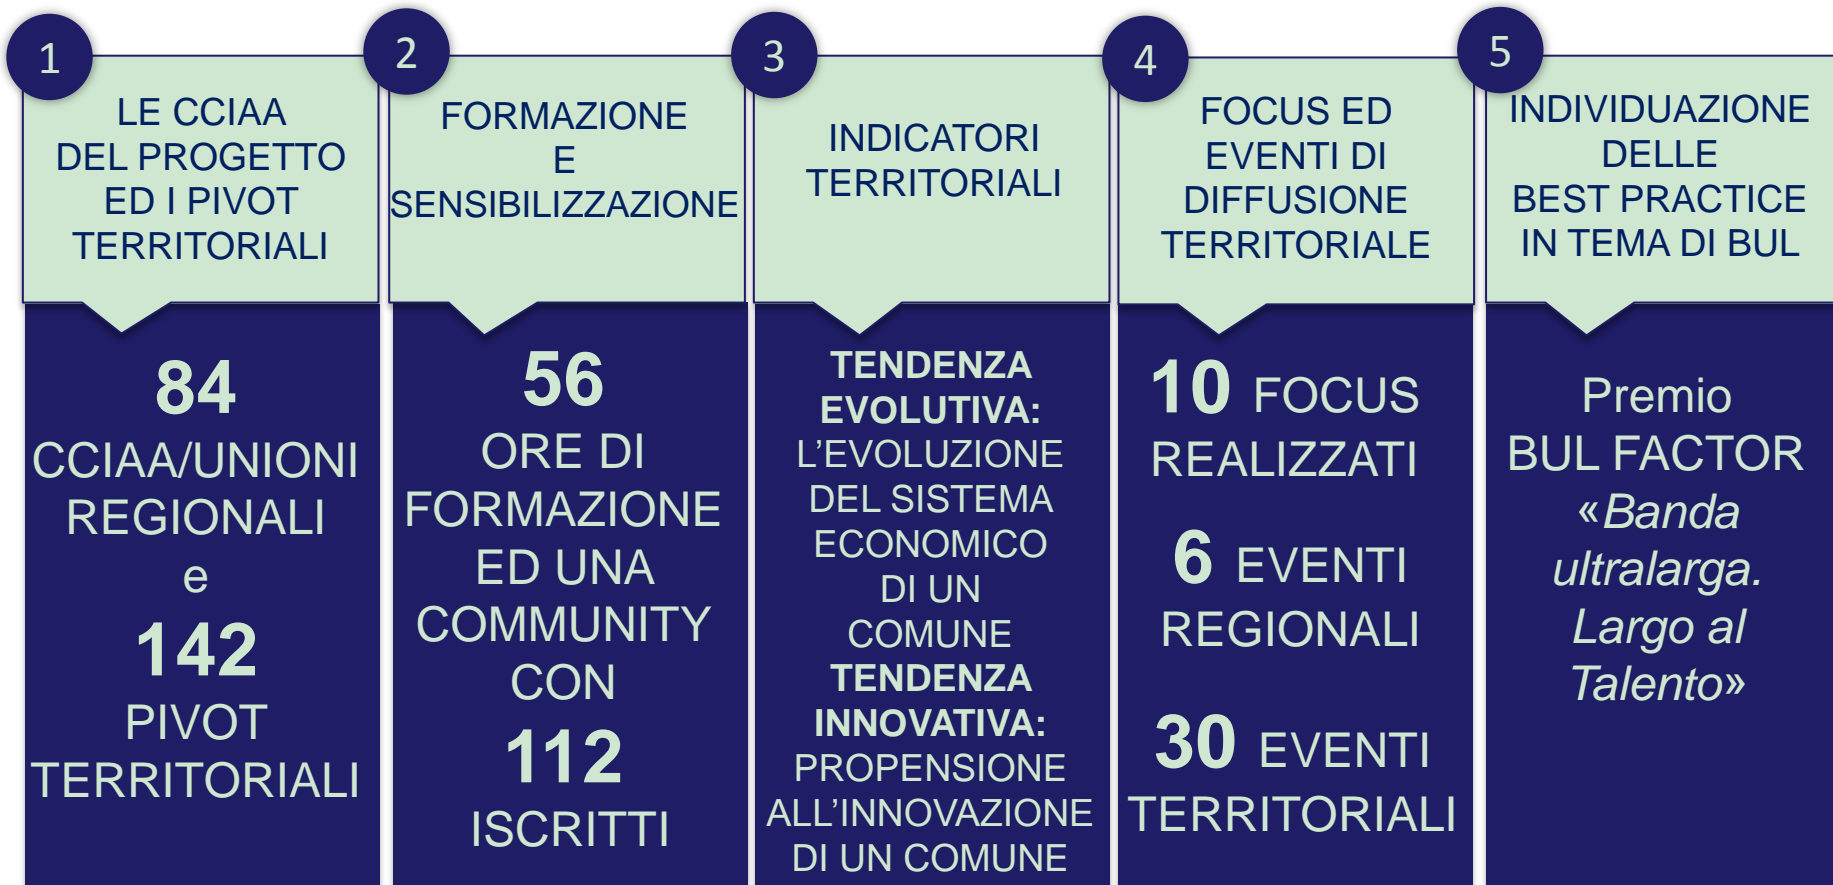 1
LE CCIAA
DEL PROGETTO
ED I PIVOT
TERRITORIALI
84
CCIAA/UNIONI
REGIONALI
e
142
PIVOT
TERRITORIALI
2
FORMAZIONE
E
SENSIBILIZZAZIONE
56
ORE DI
FORMAZIONE
ED UNA
COMMUNITY
CON
112
ISCRITTI
3
INDICATORI
TERRITORIALI
TENDENZA
EVOLUTIVA:
L’EVOLUZIONE
DEL SISTEMA
ECONOMICO
DI UN
COMUNE
TENDENZA
INNOVATIVA:
PROPENSIONE
ALL’INNOVAZIONE
DI UN COMUNE
4
FOCUS ED
EVENTI DI
DIFFUSIONE
TERRITORIALE
10 FOCUS
REALIZZATI
6 EVENTI
REGIONALI
30 EVENTI
TERRITORIALI
5
INDIVIDUAZIONE
DELLE
BEST PRACTICE
IN TEMA DI BUL
Premio
BUL FACTOR
«Banda
ultralarga.
Largo al
Talento»